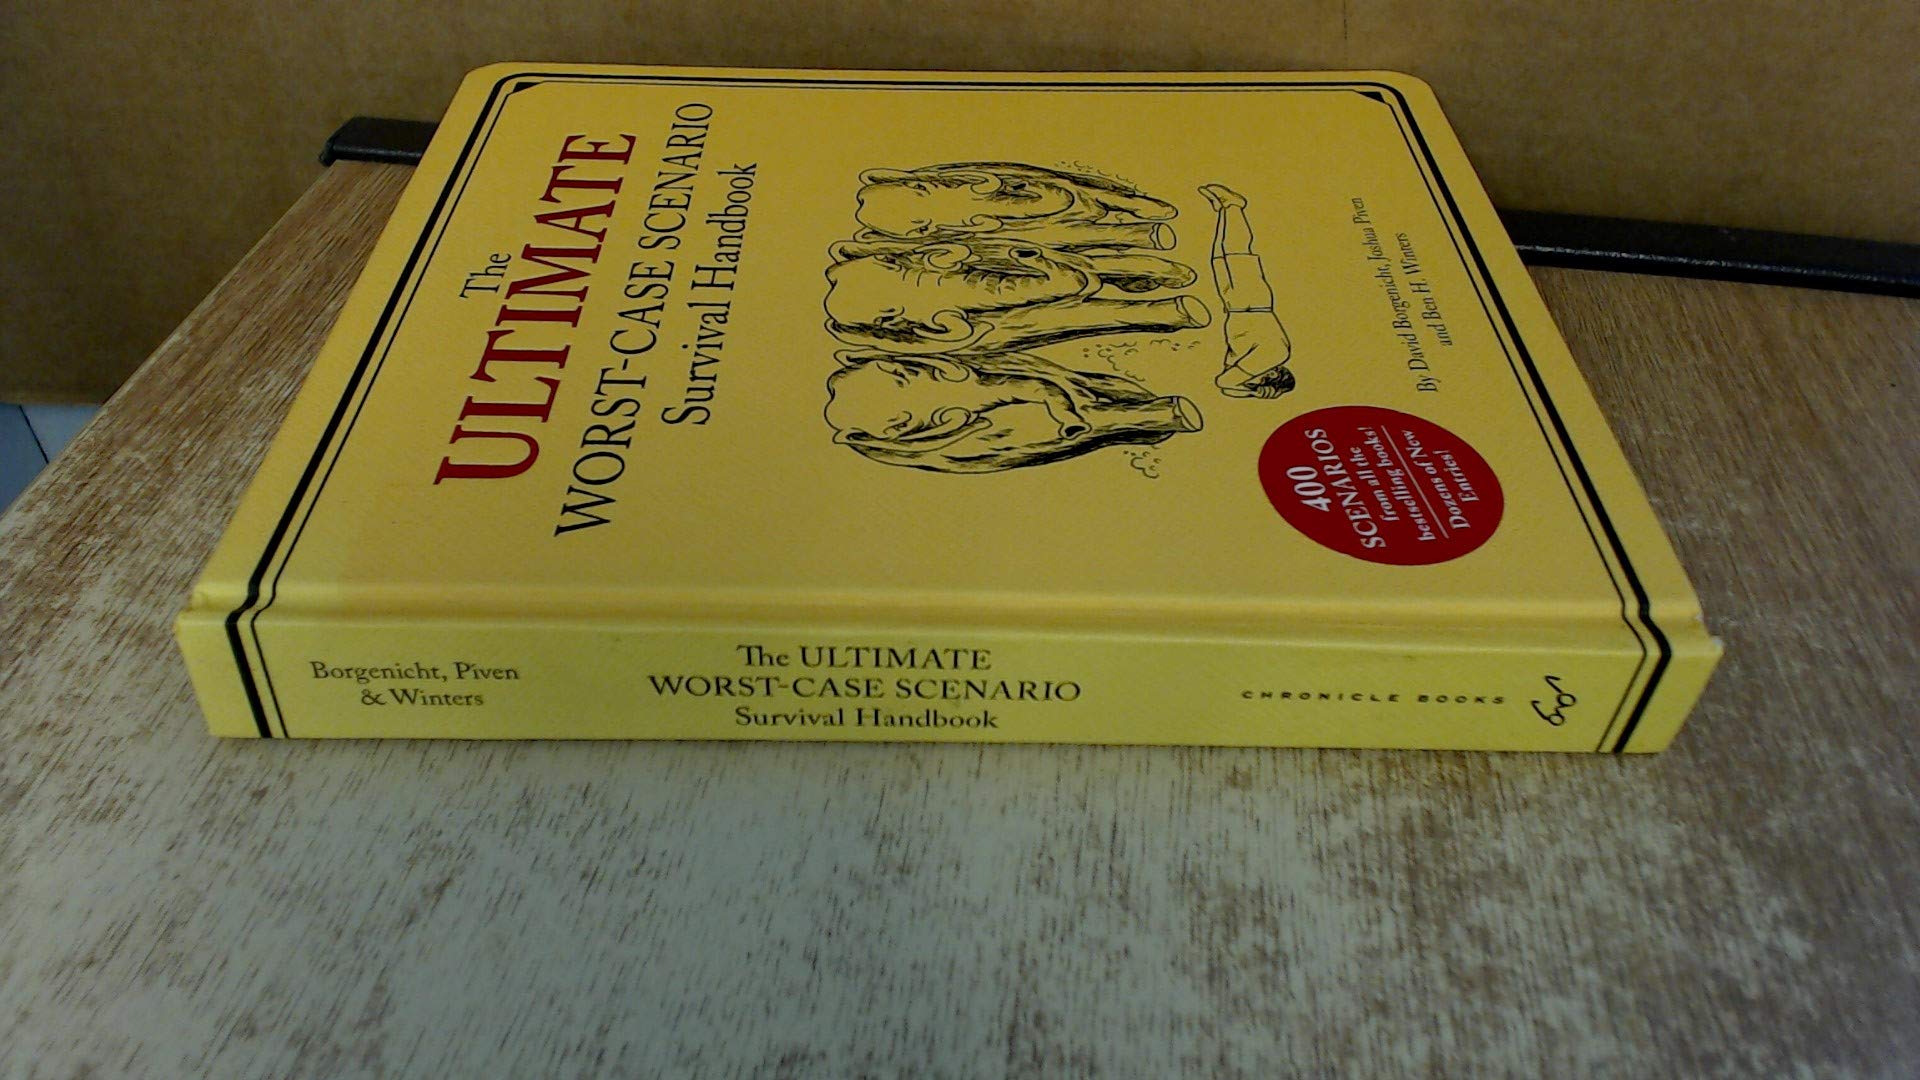 The
ULTIMATE
WORST-CASE SCENARIO
Survival Handbook
By David Borgenicht, Joshua Piven
and Ben H. Winters
400
SCENARIOS
from all the
bestselling books!
Dozens of New
Entries!
Borgenicht, Piven
& Winters
The ULTIMATE
WORST-CASE SCENARIO
Survival Handbook
CHRONICLE BOOKS